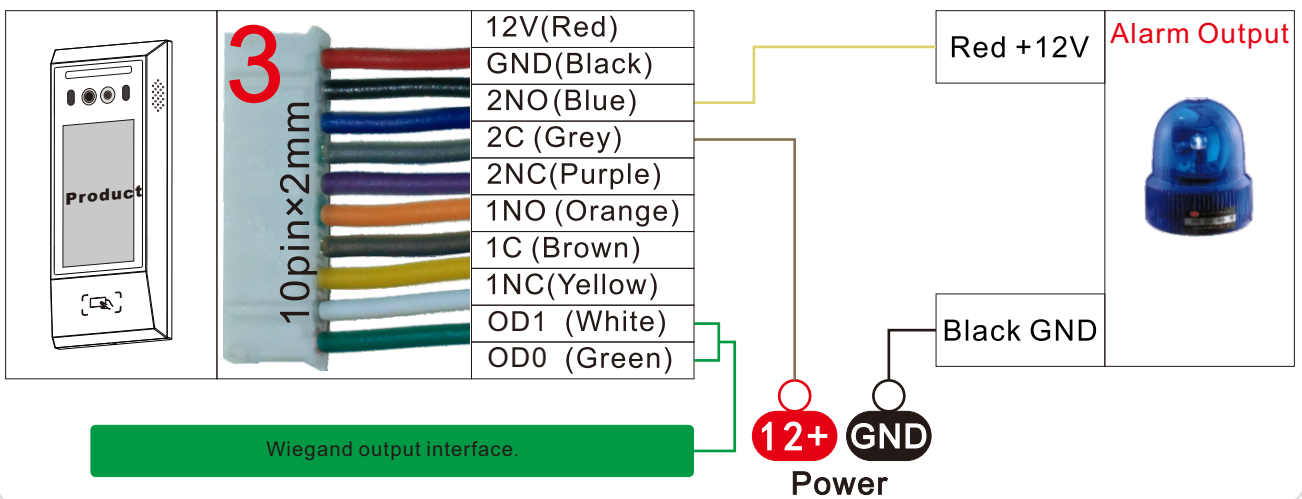 Product
3
10pin×2mm
12V(Red)
GND(Black)
2NO(Blue)
2C (Grey)
2NC(Purple)
1NO (Orange)
1C (Brown)
1NC(Yellow)
OD1 (White)
OD0 (Green)
Wiegand output interface.
Red +12V
Alarm Output
Black GND
12+
GND
Power